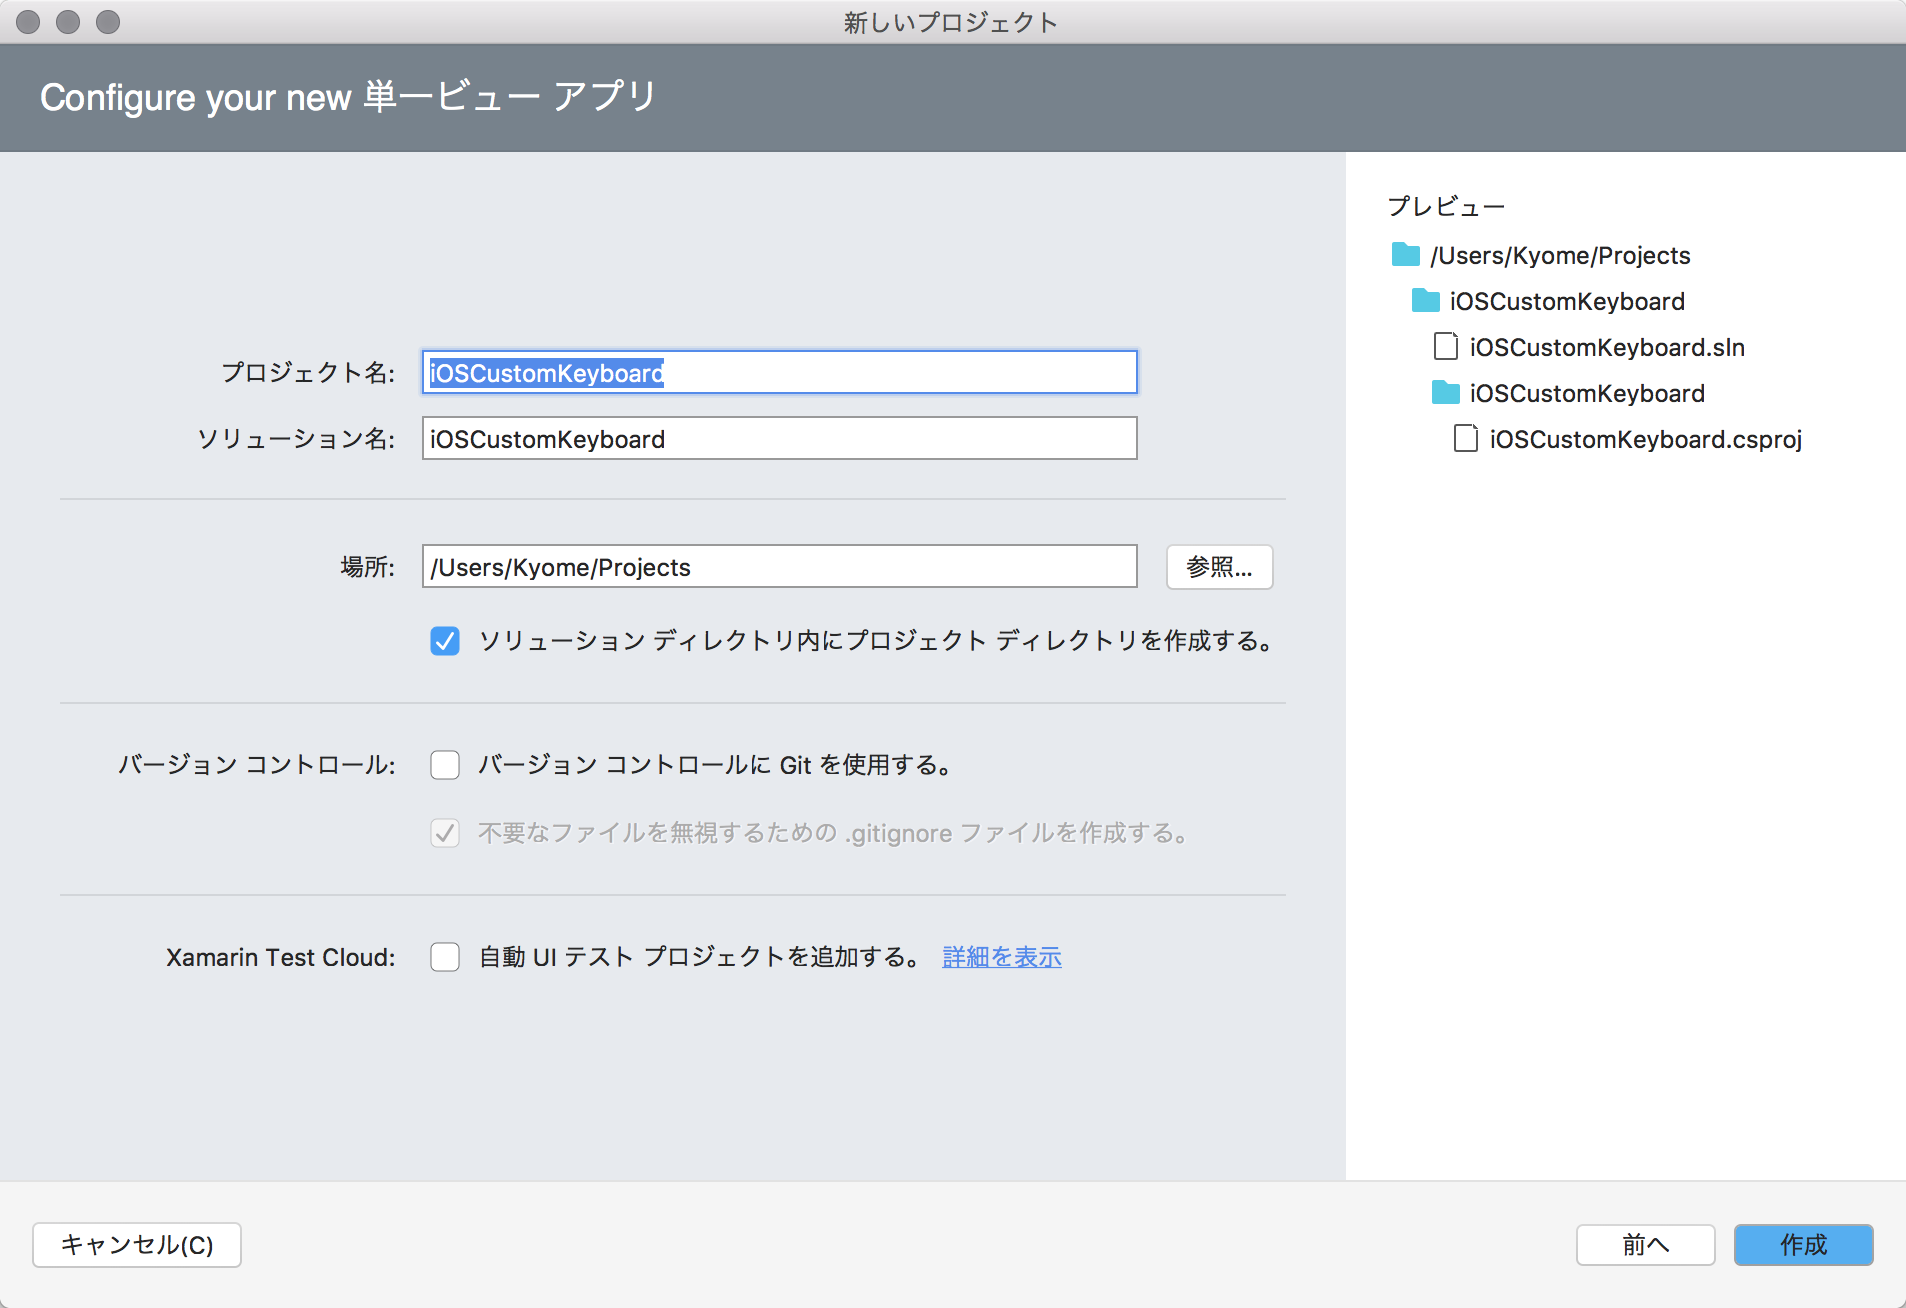 新しいプロジェクト
Configure your new 単一ビュー アプリ
プロジェクト名: iOSCustomKeyboard
ソリューション名: iOSCustomKeyboard
場所: /Users/Kyome/Projects 参照...
ソリューション ディレクトリ内にプロジェクト ディレクトリを作成する。
バージョン コントロール: バージョン コントロールに Git を使用する。
不要なファイルを無視するための .gitignore ファイルを作成する。
Xamarin Test Cloud: 自動 UI テスト プロジェクトを追加する。 詳細を表示
プレビュー
/Users/Kyome/Projects
iOSCustomKeyboard
iOSCustomKeyboard.sln
iOSCustomKeyboard
iOSCustomKeyboard.csproj
キャンセル(C) 前へ 作成